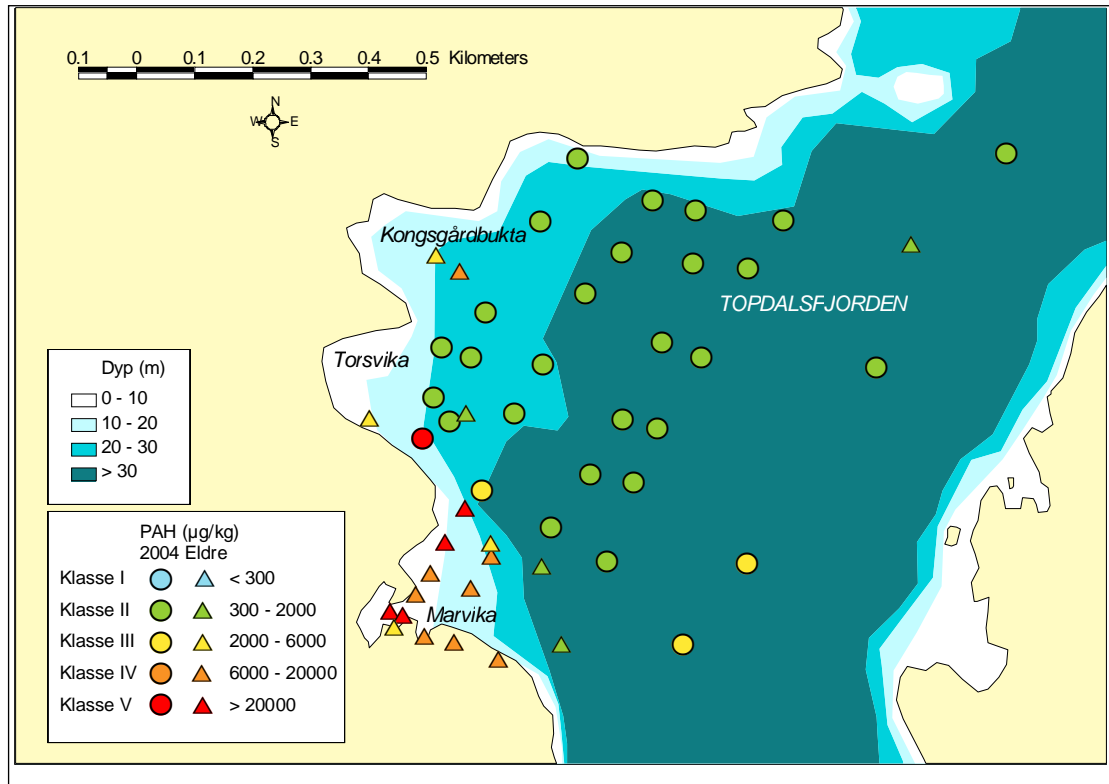 0.1 0 0.1 0.2 0.3 0.4 0.5 Kilometers
N
W E
S
Kongsgårdbukta
TOPDALSFJORDEN
Torsvika
Dyp (m)
0 - 10
10 - 20
20 - 30
> 30
Marvika
PAH (µg/kg)
2004 Eldre
Klasse I < 300
Klasse II 300 - 2000
Klasse III 2000 - 6000
Klasse IV 6000 - 20000
Klasse V > 20000